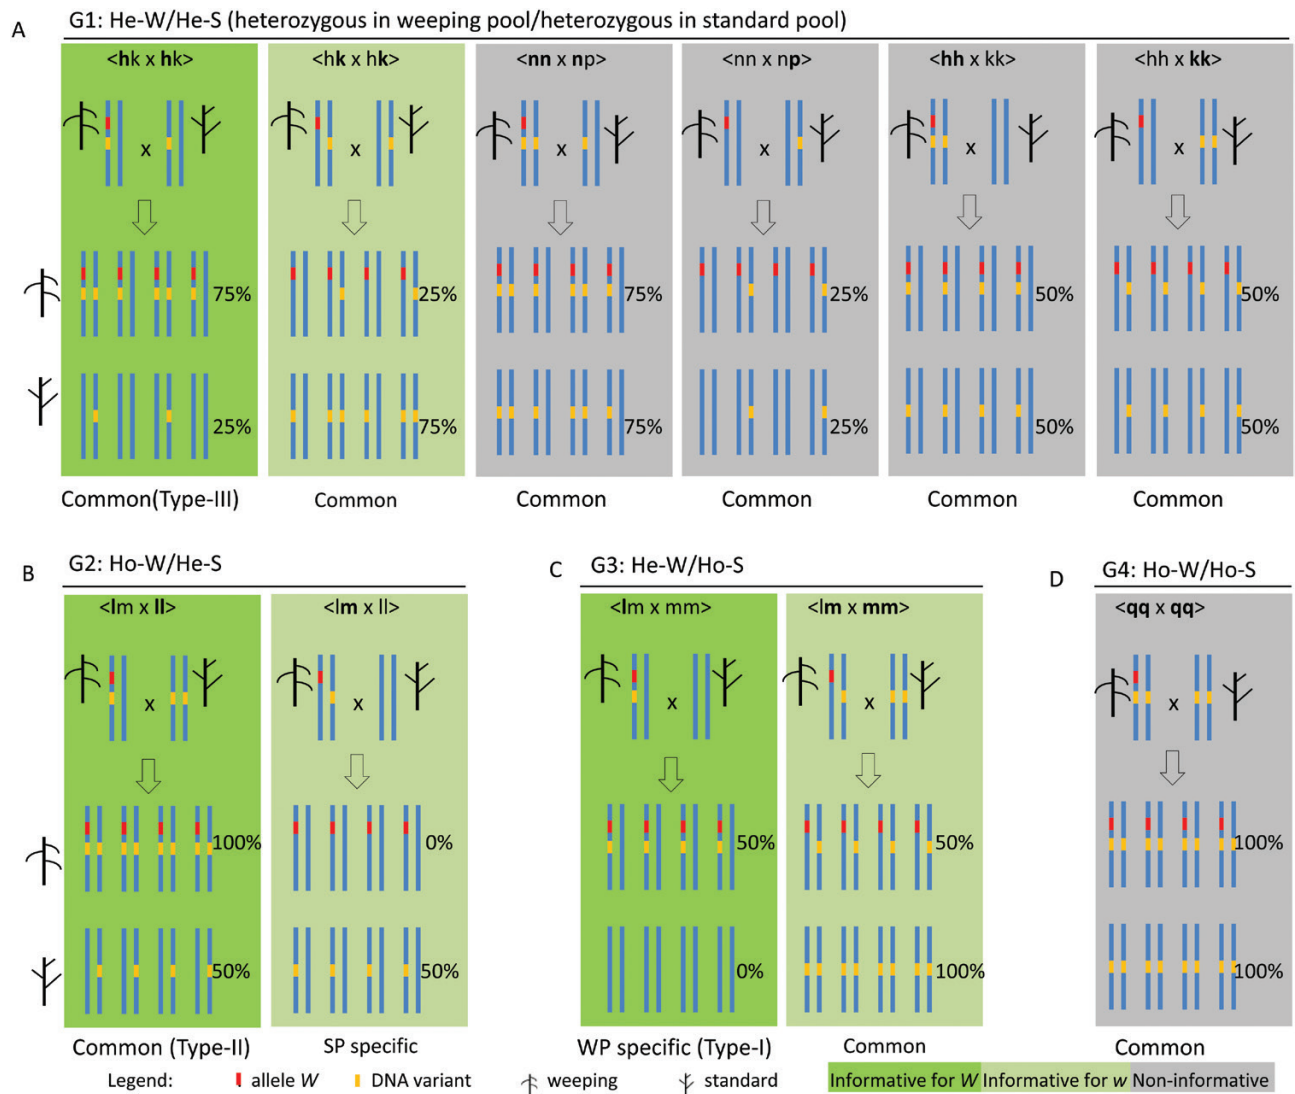 A
G1: He-W/He-S (heterozygous in weeping pool/heterozygous in standard pool)
<hk x hk> <hk x hk> <nn x np> <nn x np> <hh x kk> <hh x kk>
x x x x x x
75% 25% 75% 25% 50% 50%
25% 75% 75% 25% 50% 50%
Common(Type-III) Common Common Common Common Common
B G2: Ho-W/He-S
C G3: He-W/Ho-S
D G4: Ho-W/Ho-S
<lm x ll> <lm x ll> <lm x mm> <lm x mm> <qq x qq>
x x x x x
100% 0% 50% 50% 100%
50% 50% 0% 100% 100%
Common (Type-II) SP specific WP specific (Type-I) Common Common
Legend: allele W DNA variant weeping standard Informative for W Informative for w Non-informative